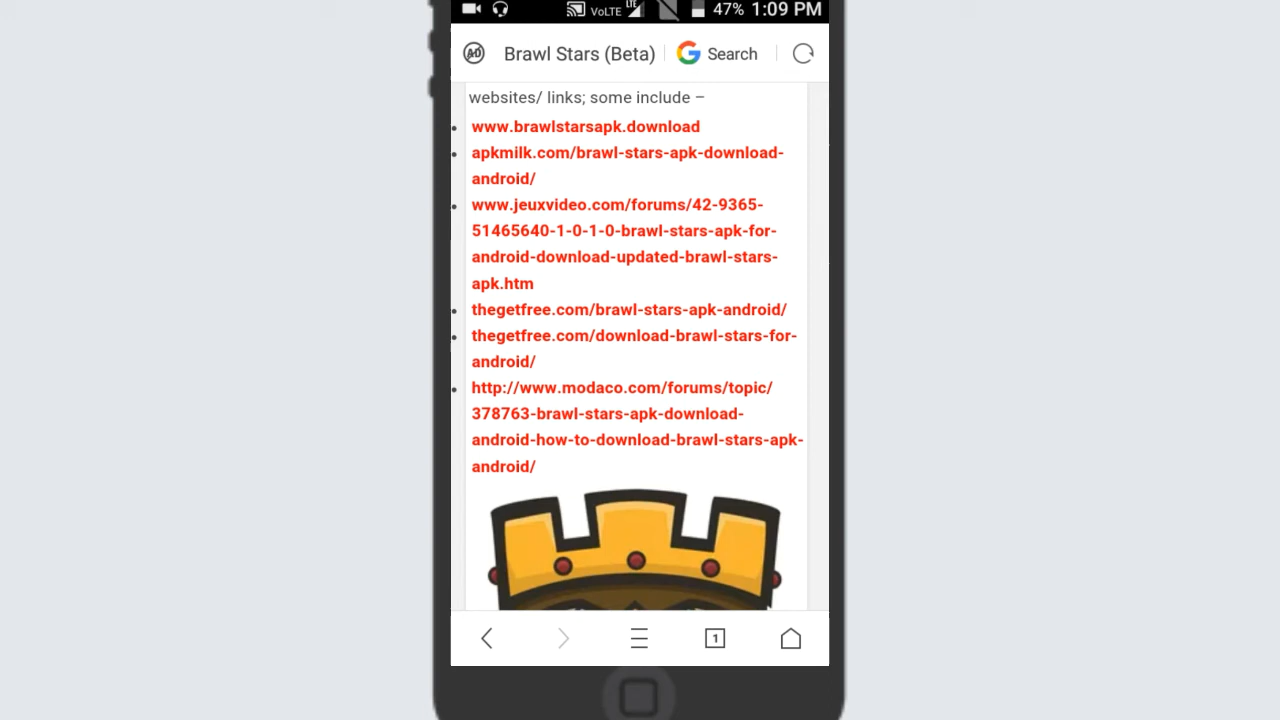 VoLTE LTE 47% 1:09 PM
AD Brawl Stars (Beta) G Search
websites/ links; some include –
www.brawlstarsapk.download
apkmilk.com/brawl-stars-apk-download-
android/
www.jeuxvideo.com/forums/42-9365-
51465640-1-0-1-0-brawl-stars-apk-for-
android-download-updated-brawl-stars-
apk.htm
thegetfree.com/brawl-stars-apk-android/
thegetfree.com/download-brawl-stars-for-
android/
http://www.modaco.com/forums/topic/
378763-brawl-stars-apk-download-
android-how-to-download-brawl-stars-apk-
android/
1